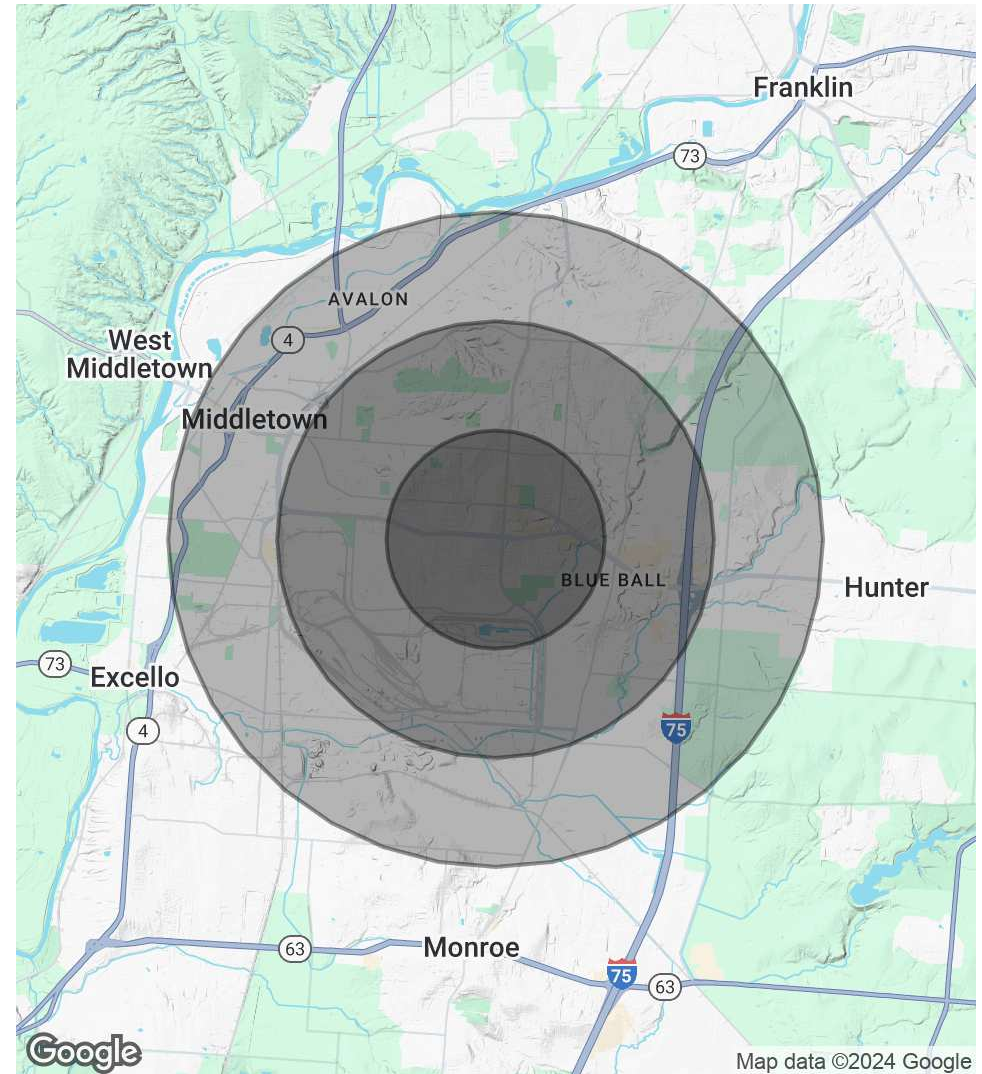 Franklin
73
AVALON
4
West
Middletown
Middletown
BLUE BALL
Hunter
73
Excello
4
75
63
Monroe
75
63
Google
Map data ©2024 Google